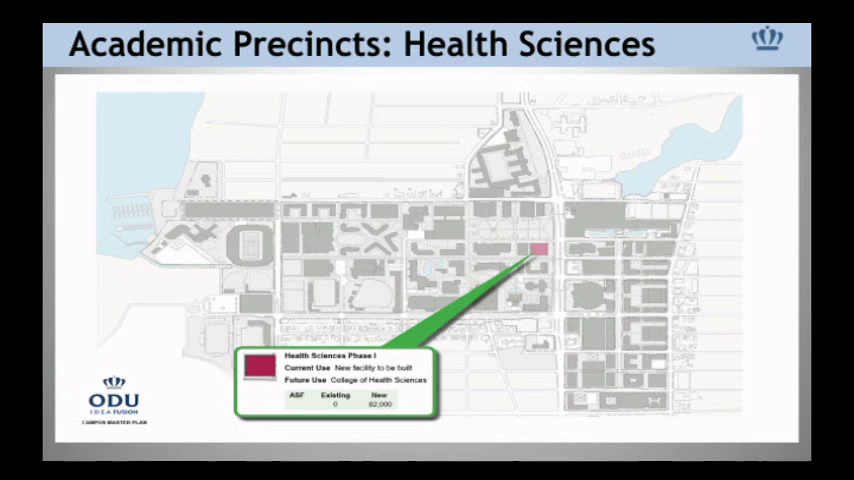 Academic Precincts: Health Sciences
Health Sciences Phase I
Current Use New facility to be built
Future Use College of Health Sciences
ASF Existing New
0 82,000
ODU
IDEA FUSION
CAMPUS MASTER PLAN